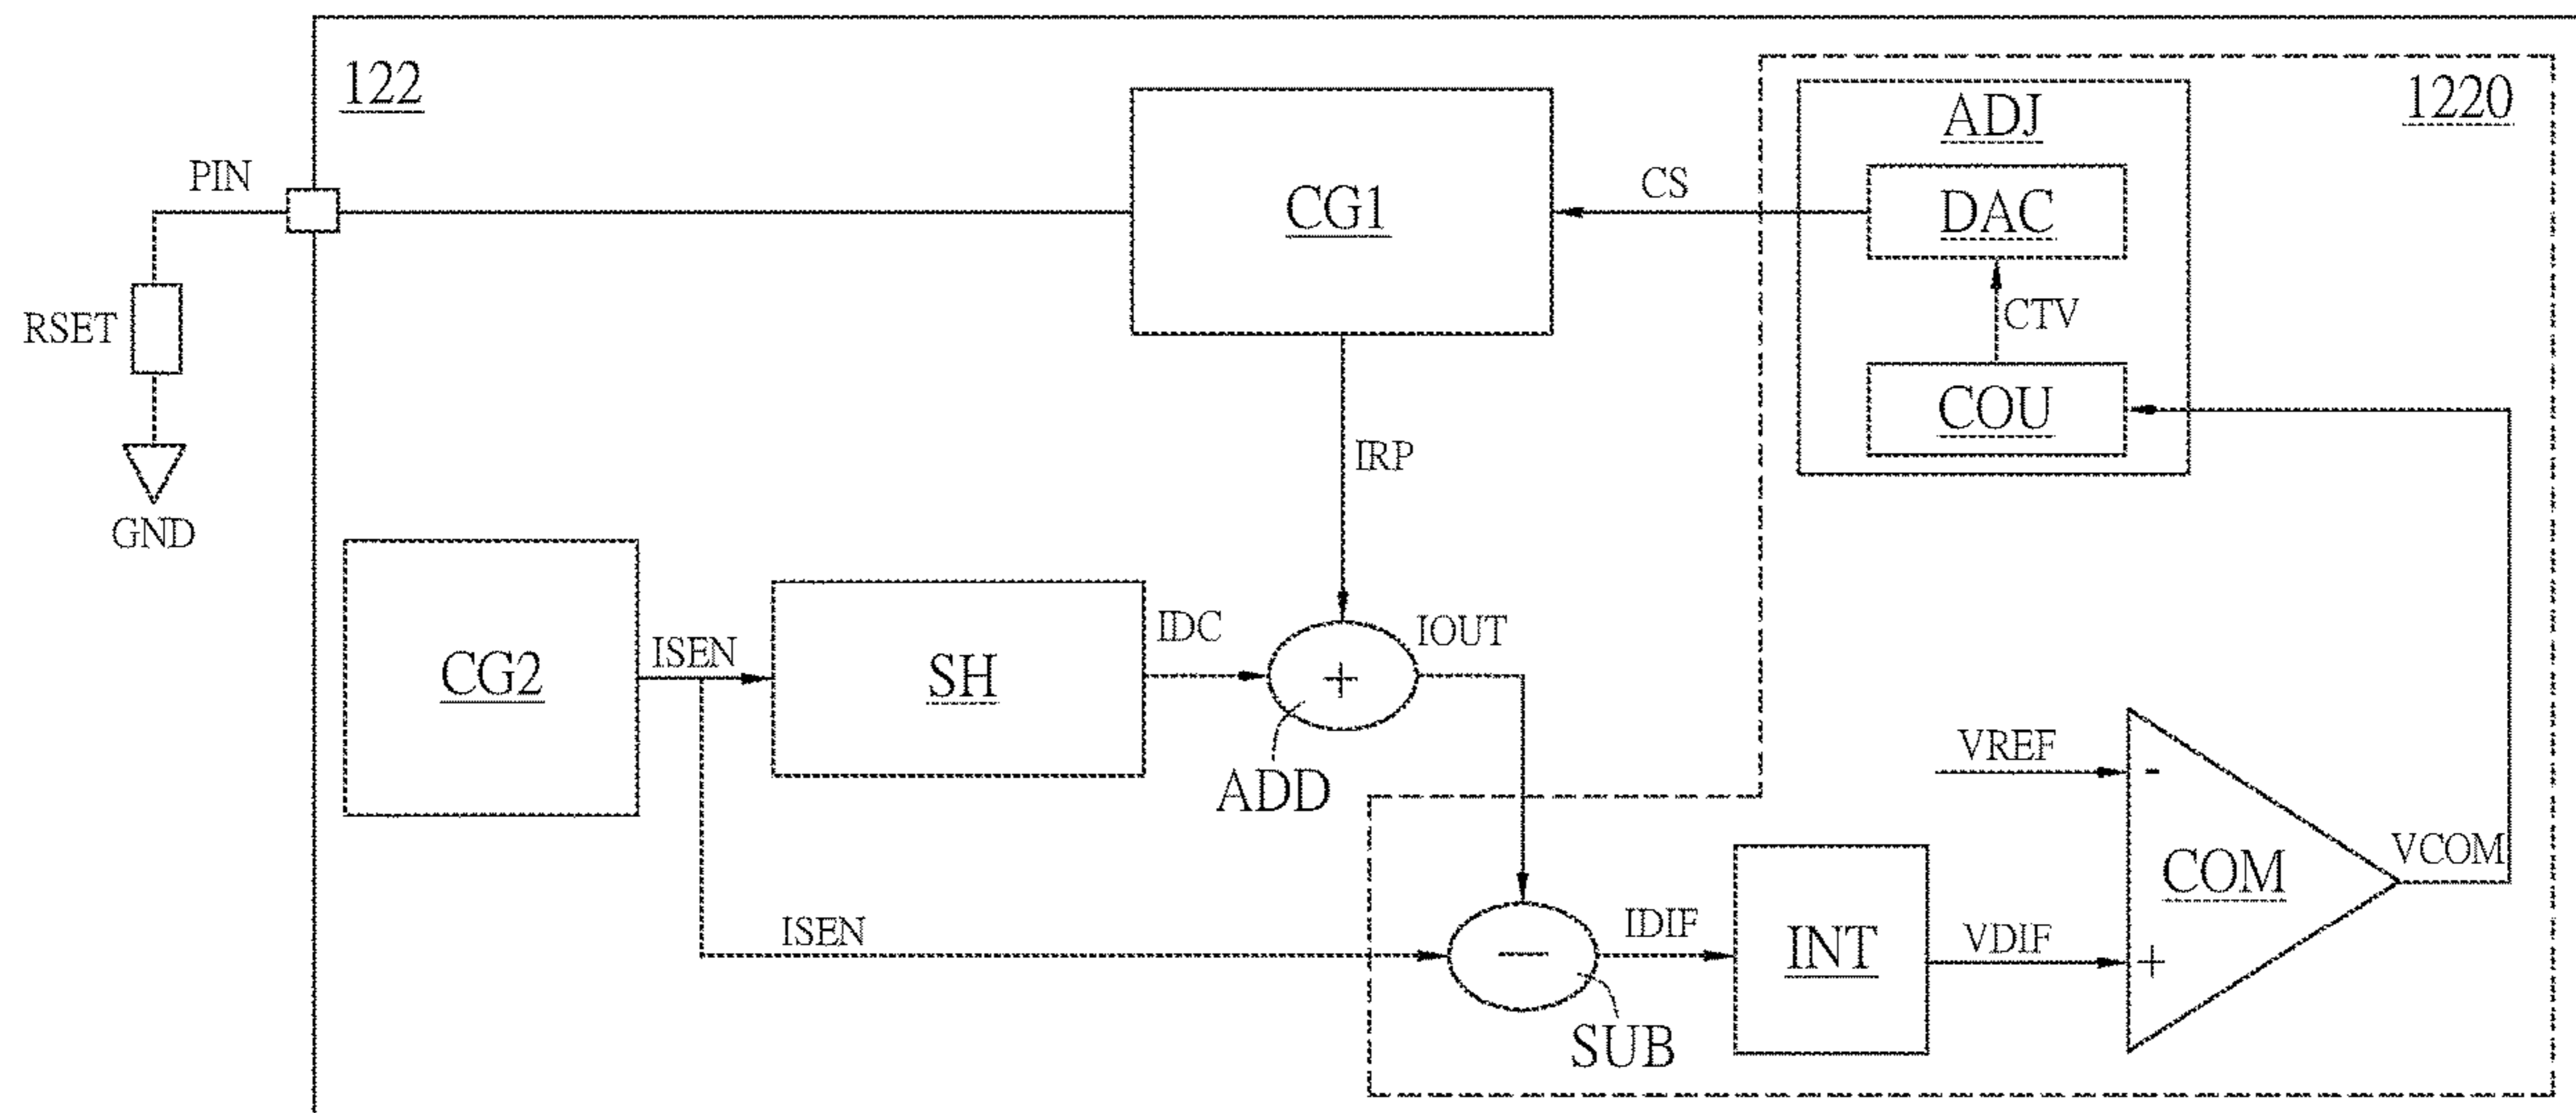 122
1220
ADJ
PIN
CG1
CS
DAC
RSET
CTV
COU
IRP
GND
CG2
ISEN
SH
IDC
+
IOUT
ADD
VREF
-
COM
VCOM
ISEN
−
IDIF
INT
VDIF
+
SUB